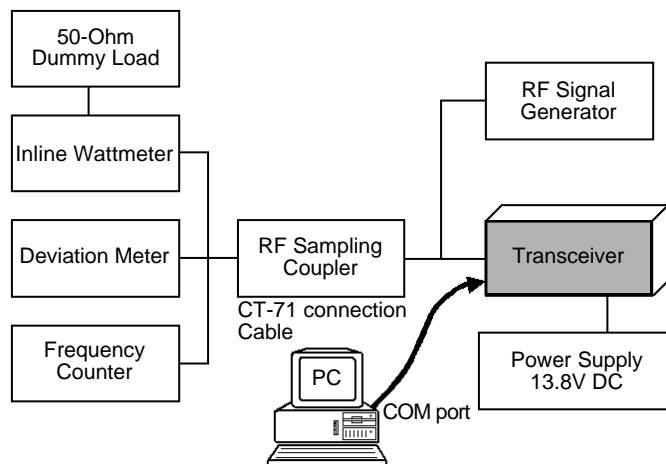 50-Ohm
Dummy Load
RF Signal
Generator
Inline Wattmeter
Deviation Meter
RF Sampling
Coupler
Transceiver
CT-71 connection
Cable
Frequency
Counter
PC
COM port
Power Supply
13.8V DC